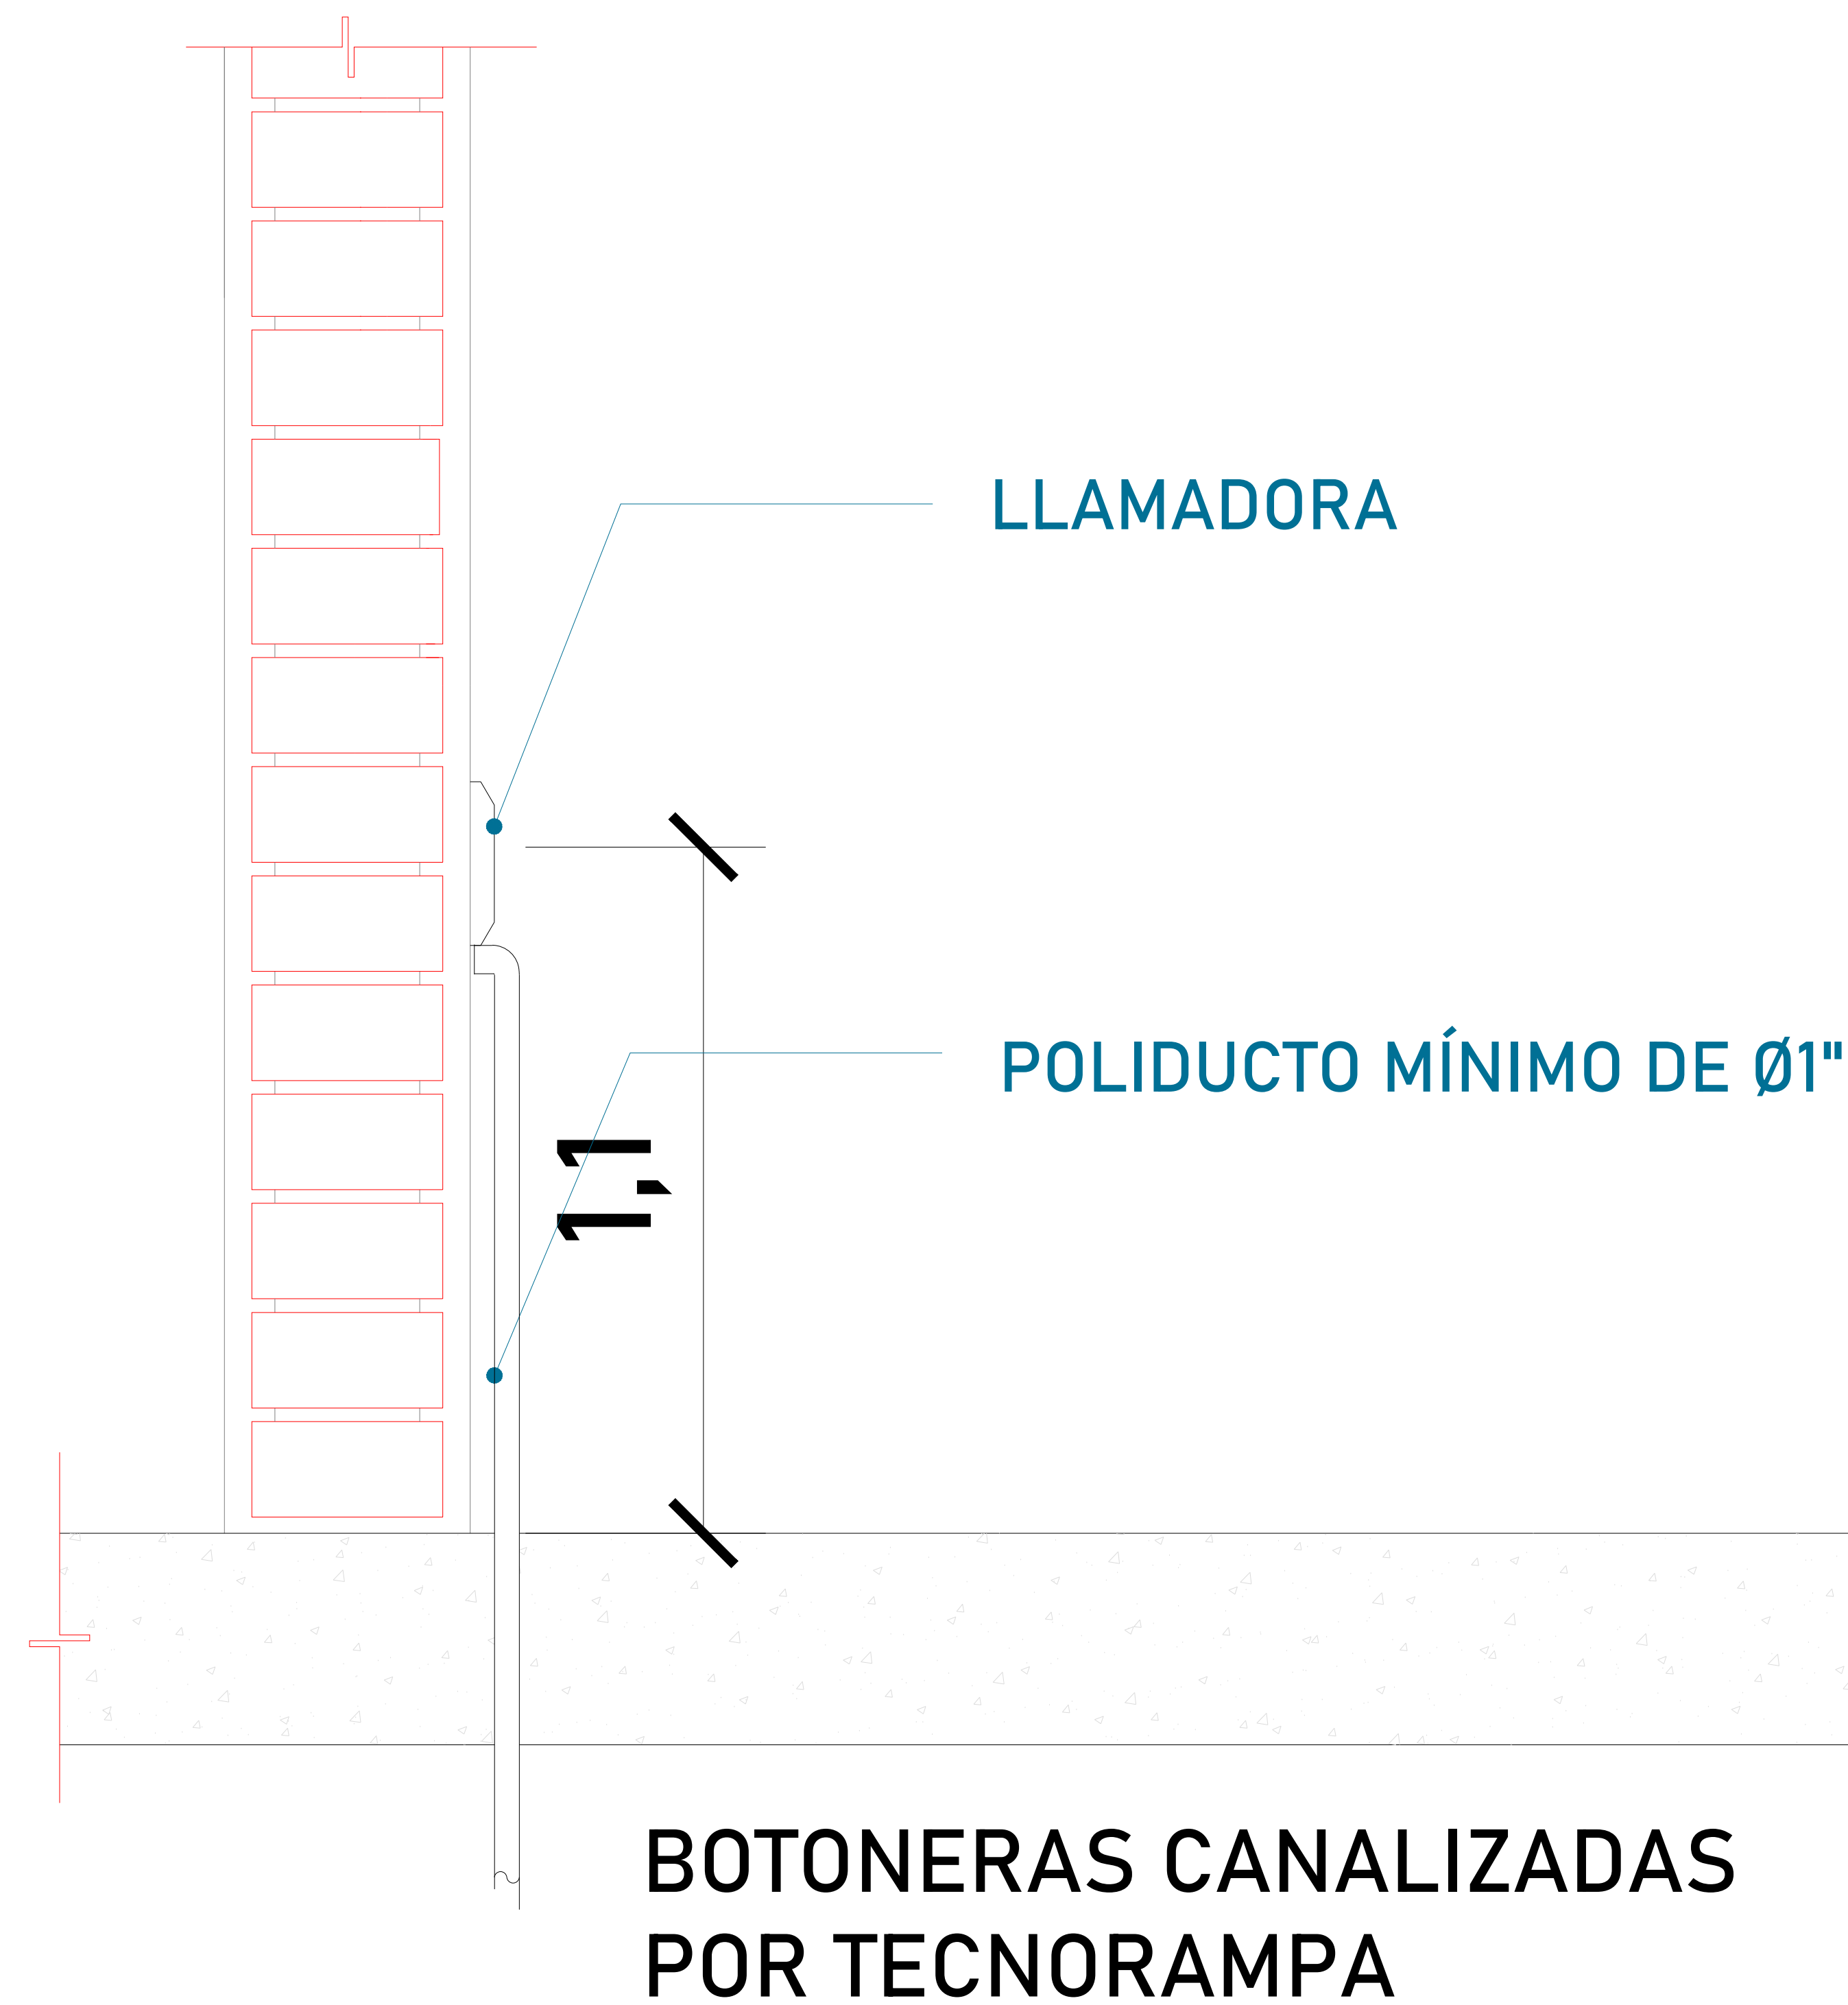 LLAMADORA
POLIDUCTO MÍNIMO DE Ø1"
1,1
BOTONERAS CANALIZADAS
POR TECNORAMPA